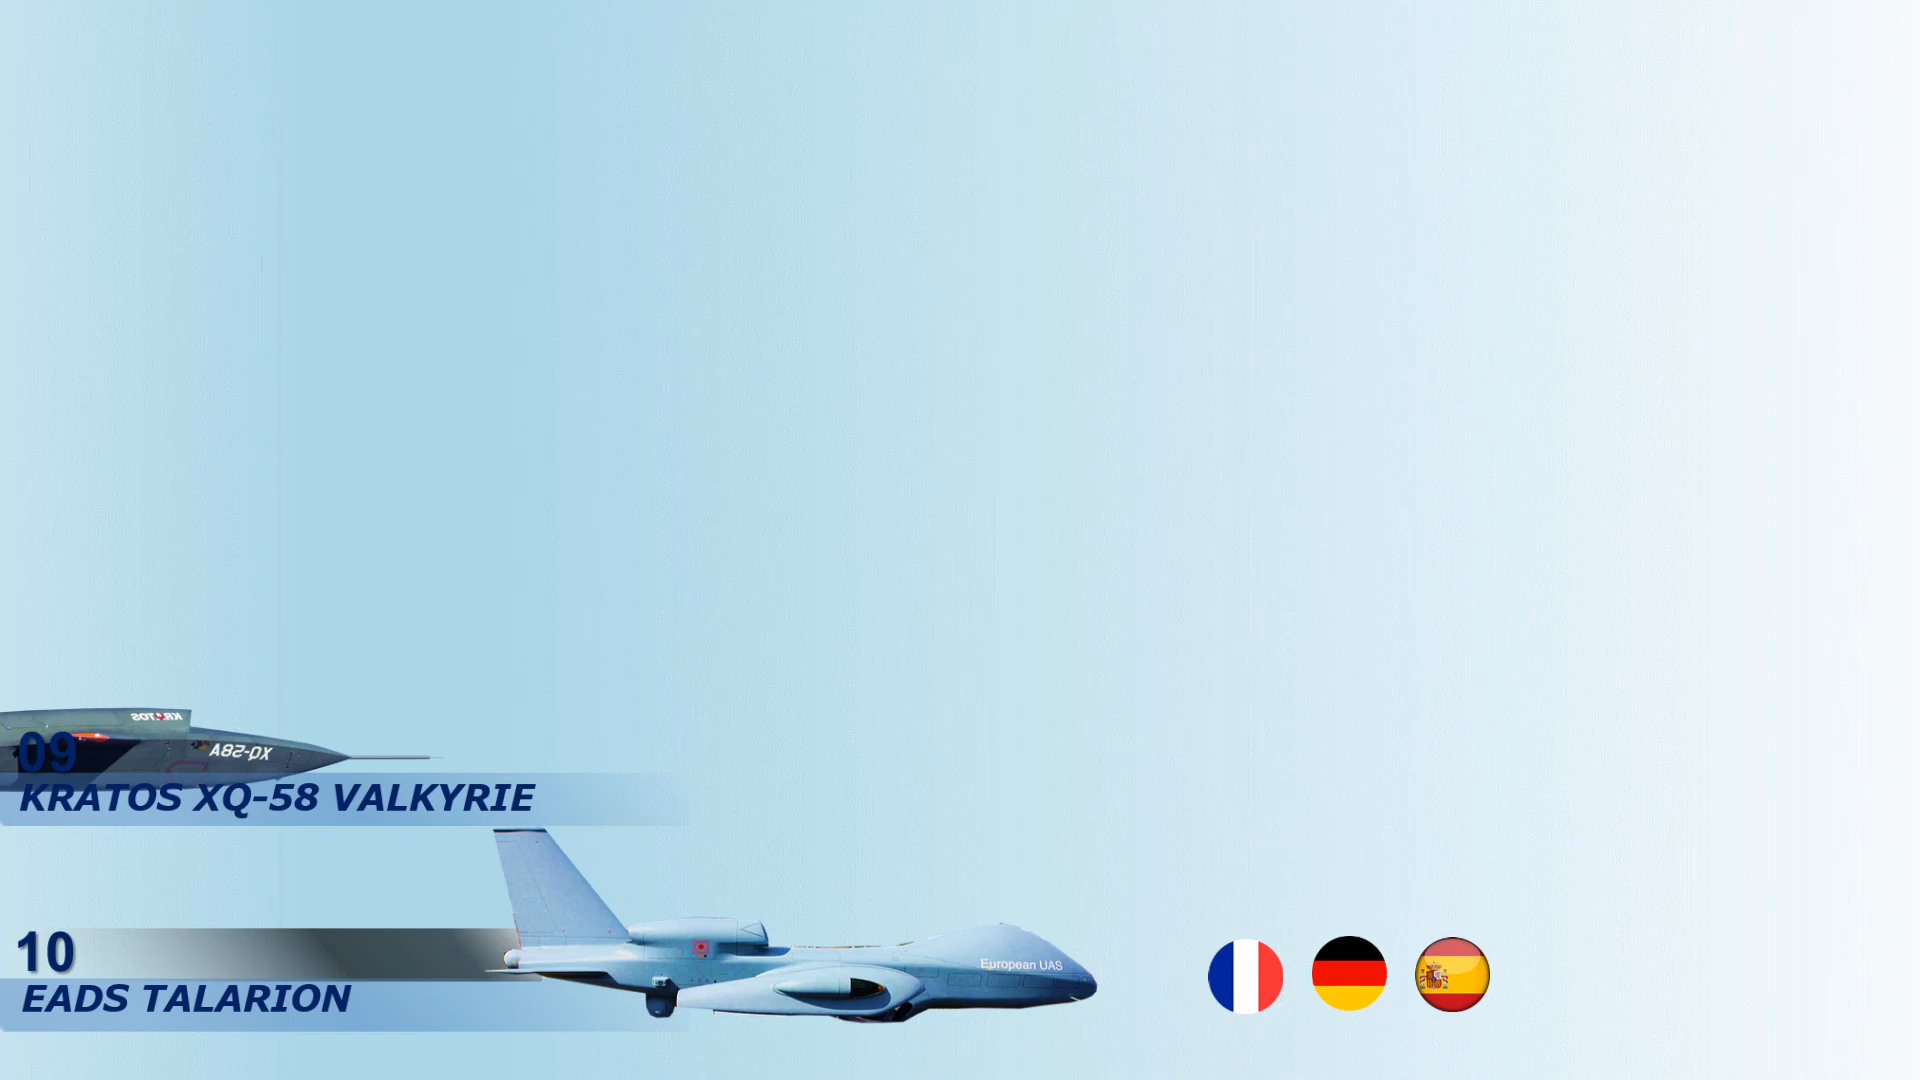 KRATOS
09
XQ-58A
KRATOS XQ-58 VALKYRIE
10
European UAS
EADS TALARION